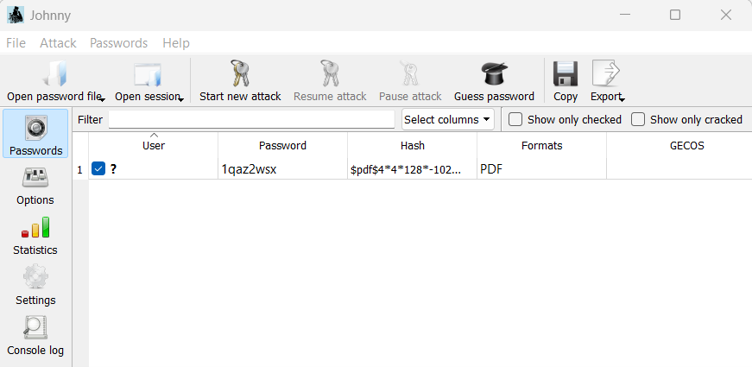 Johnny
File Attack Passwords Help
Open password file Open session Start new attack Resume attack Pause attack Guess password Copy Export
Passwords
Options
Statistics
Settings
Console log
Filter Select columns Show only checked Show only cracked
User Password Hash Formats GECOS
1 ? 1qaz2wsx $pdf$4*4*128*-102... PDF